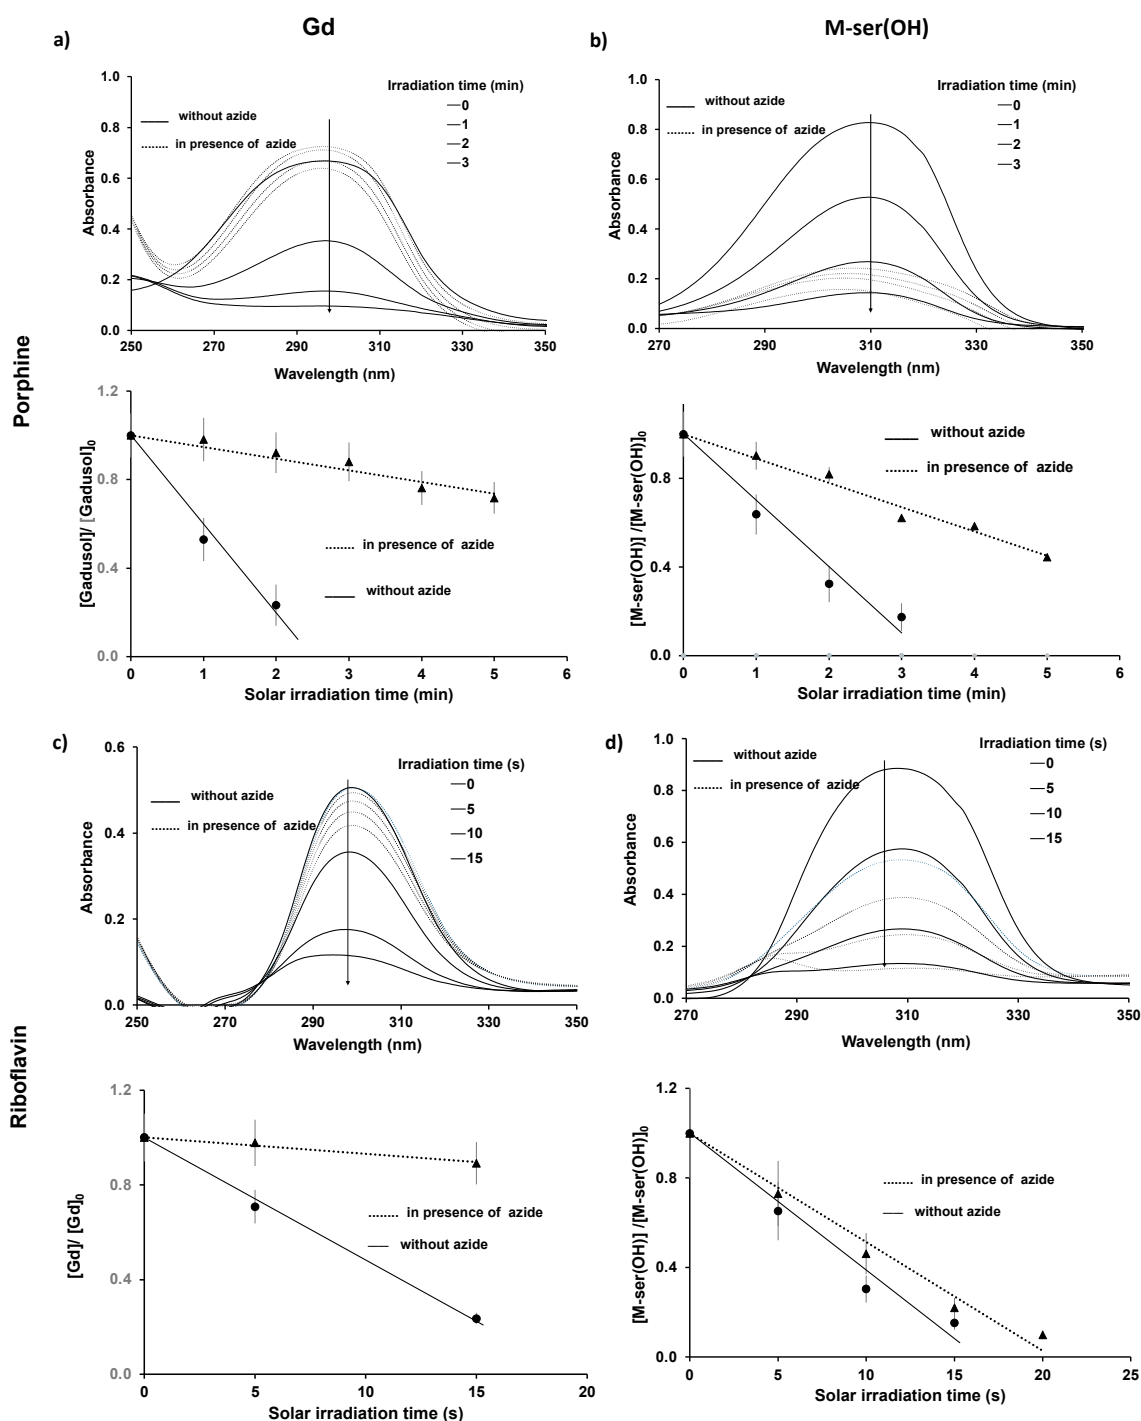 Gd
M-ser(OH)
a)
b)
Porphine
Absorbance
1.0
0.8
0.6
0.4
0.2
0.0
without azide
in presence of azide
Irradiation time (min)
0
1
2
3
250 270 290 310 330 350
Wavelength (nm)
Absorbance
1.0
0.8
0.6
0.4
0.2
0.0
without azide
in presence of azide
Irradiation time (min)
0
1
2
3
270 290 310 330 350
Wavelength (nm)
[Gadusol]/ [Gadusol]0
1.2
0.8
0.4
0.0
in presence of azide
without azide
0 1 2 3 4 5 6
Solar irradiation time (min)
[M-ser(OH)] /[M-ser(OH)]0
0.8
0.4
0.0
without azide
in presence of azide
0 1 2 3 4 5 6
Solar irradiation time (min)
c)
d)
Riboflavin
Absorbance
0.6
0.4
0.2
0.0
without azide
in presence of azide
Irradiation time (s)
0
5
10
15
250 270 290 310 330 350
Wavelength (nm)
Absorbance
1.0
0.8
0.6
0.4
0.2
0.0
without azide
in presence of azide
Irradiation time (s)
0
5
10
15
270 290 310 330 350
Wavelength (nm)
[Gd]/ [Gd]0
1.2
0.8
0.4
0.0
in presence of azide
without azide
0 5 10 15 20
Solar irradiation time (s)
[M-ser(OH)] /[M-ser(OH)]0
1.2
0.8
0.4
0.0
in presence of azide
without azide
0 5 10 15 20 25
Solar irradiation time (s)